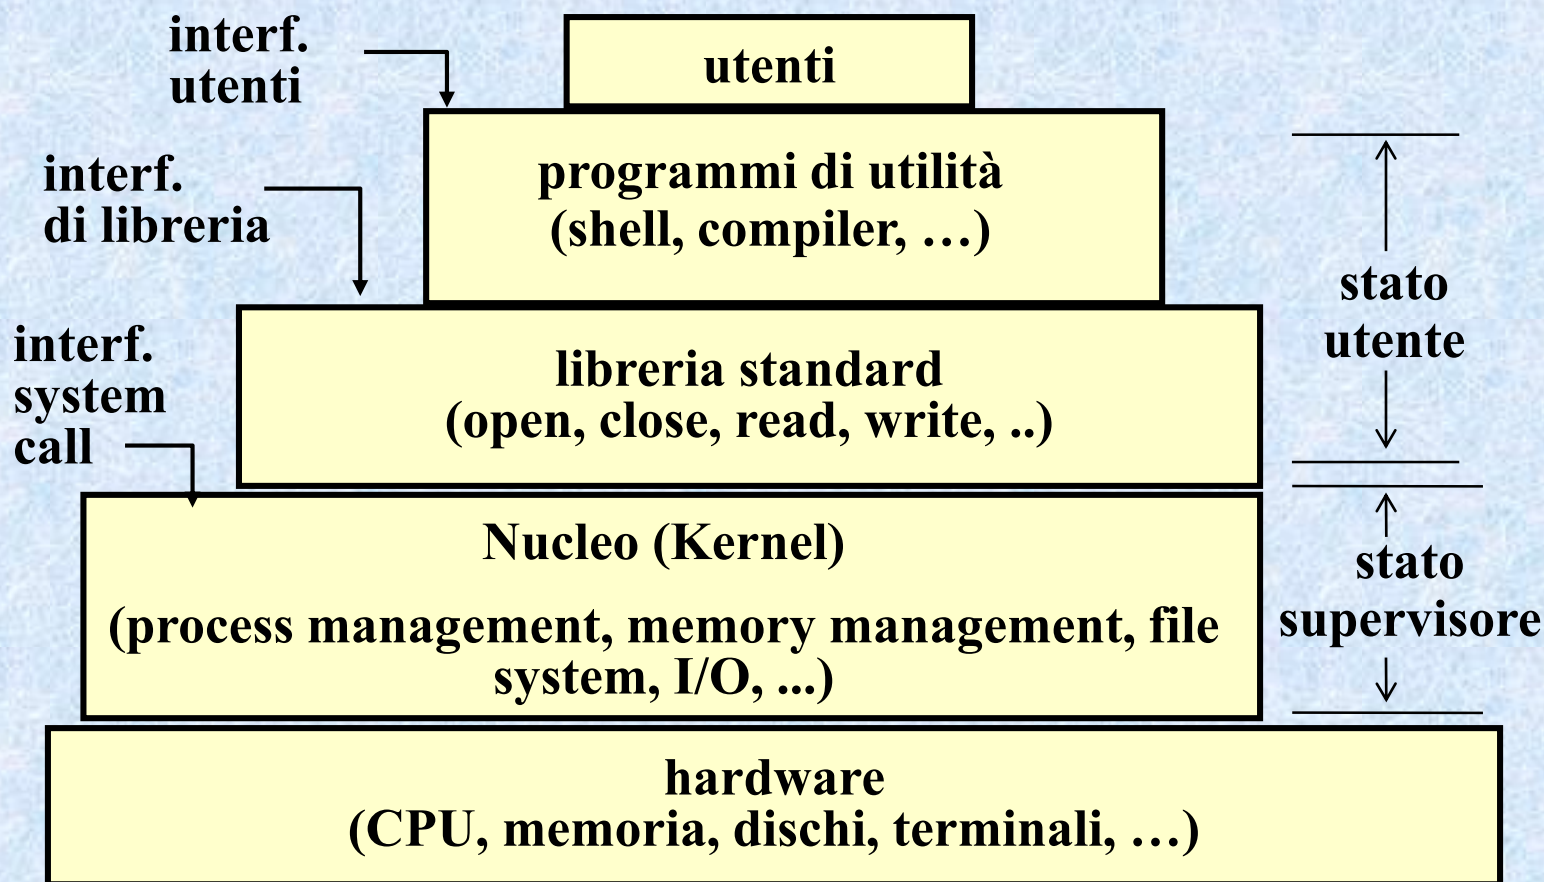 interf.
utenti
utenti
interf.
di libreria
programmi di utilità
(shell, compiler, …)
stato
utente
interf.
system
call
libreria standard
(open, close, read, write, ..)
Nucleo (Kernel)
(process management, memory management, file
system, I/O, ...)
stato
supervisore
hardware
(CPU, memoria, dischi, terminali, …)